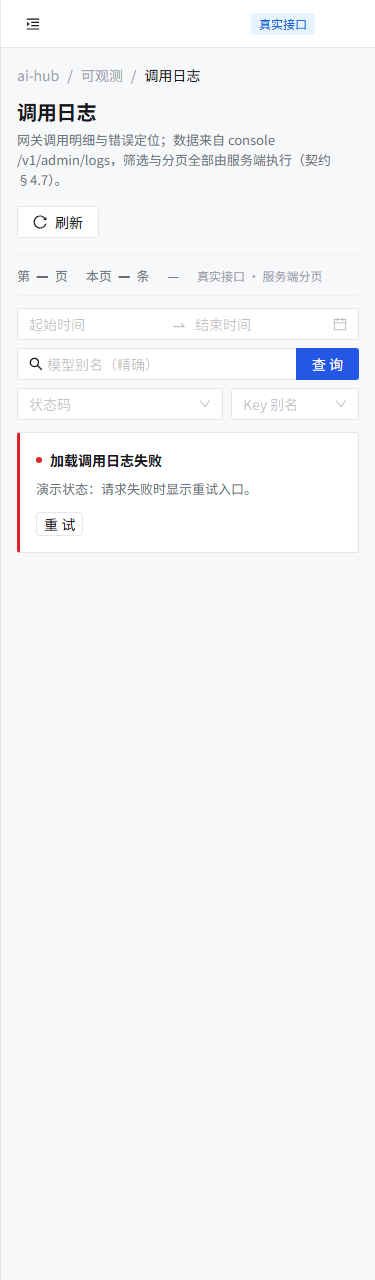 真实接口
ai-hub / 可观测 / 调用日志
调用日志
网关调用明细与错误定位；数据来自 console
/v1/admin/logs，筛选与分页全部由服务端执行（契约
§4.7）。
刷新
第 — 页 本页 — 条 — 真实接口 · 服务端分页
起始时间 结束时间
模型别名（精确） 查 询
状态码 Key 别名
加载调用日志失败
演示状态：请求失败时显示重试入口。
重 试